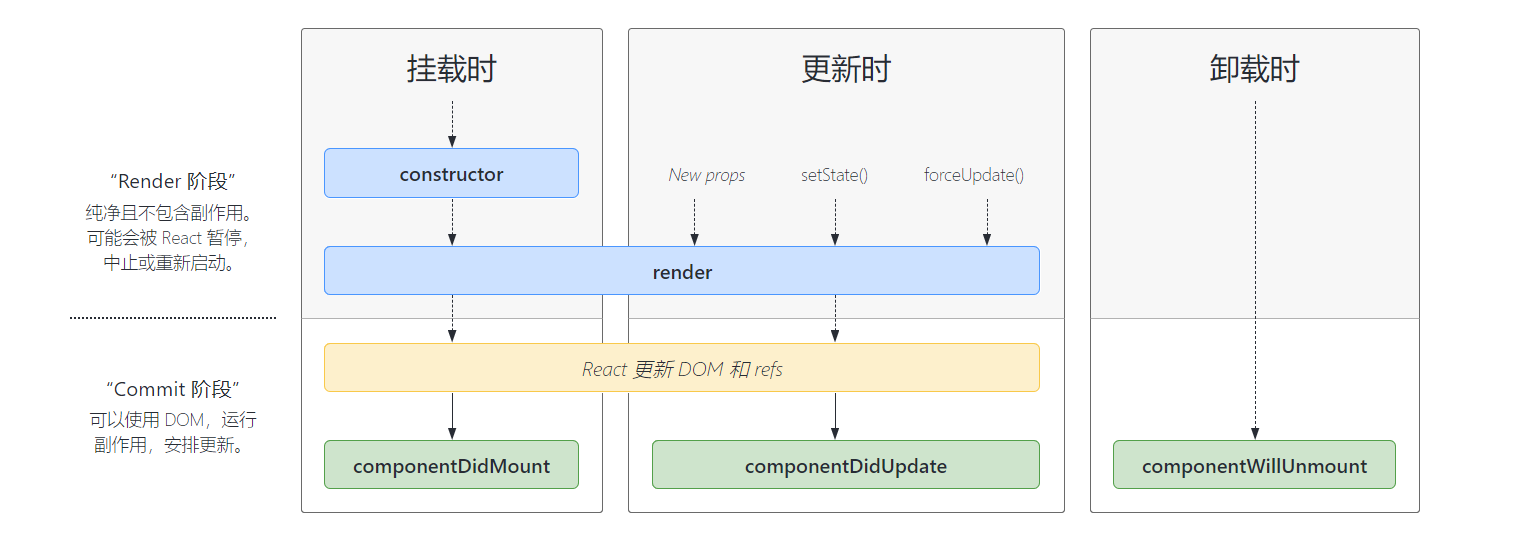 挂载时
更新时
卸载时
“Render 阶段”
纯净且不包含副作用。
可能会被 React 暂停，
中止或重新启动。
constructor
New props
setState()
forceUpdate()
render
“Commit 阶段”
可以使用 DOM，运行
副作用，安排更新。
React 更新 DOM 和 refs
componentDidMount
componentDidUpdate
componentWillUnmount